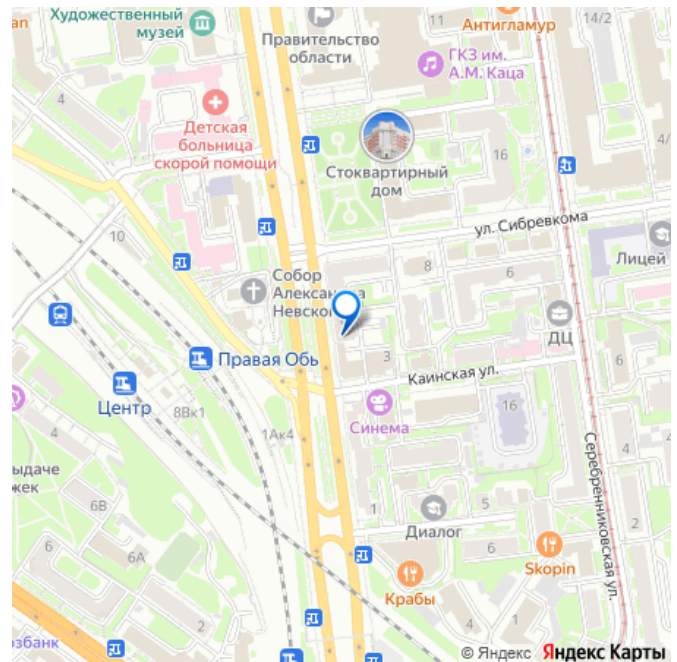 Художественный
музей
4
Правительство
области
11
Антигламур
14/2
ГКЗ им.
А.М. Каца
Детская
больница
скорой помощи
Стоквартирный
дом
16
4/
ул. Сибревкома
10
8
6
Лицей
Собор
Александра
Невского
Правая Обь
3
ДЦ
Каинская ул.
Центр
8Вк1
Синема
16
1Ак4
4
4
ыдаче
жек
6В
Серебренниковская ул.
1
5
Диалог
2
6
6А
6
Skopin
Крабы
4
1
озбанк
© Яндекс Яндекс Карты